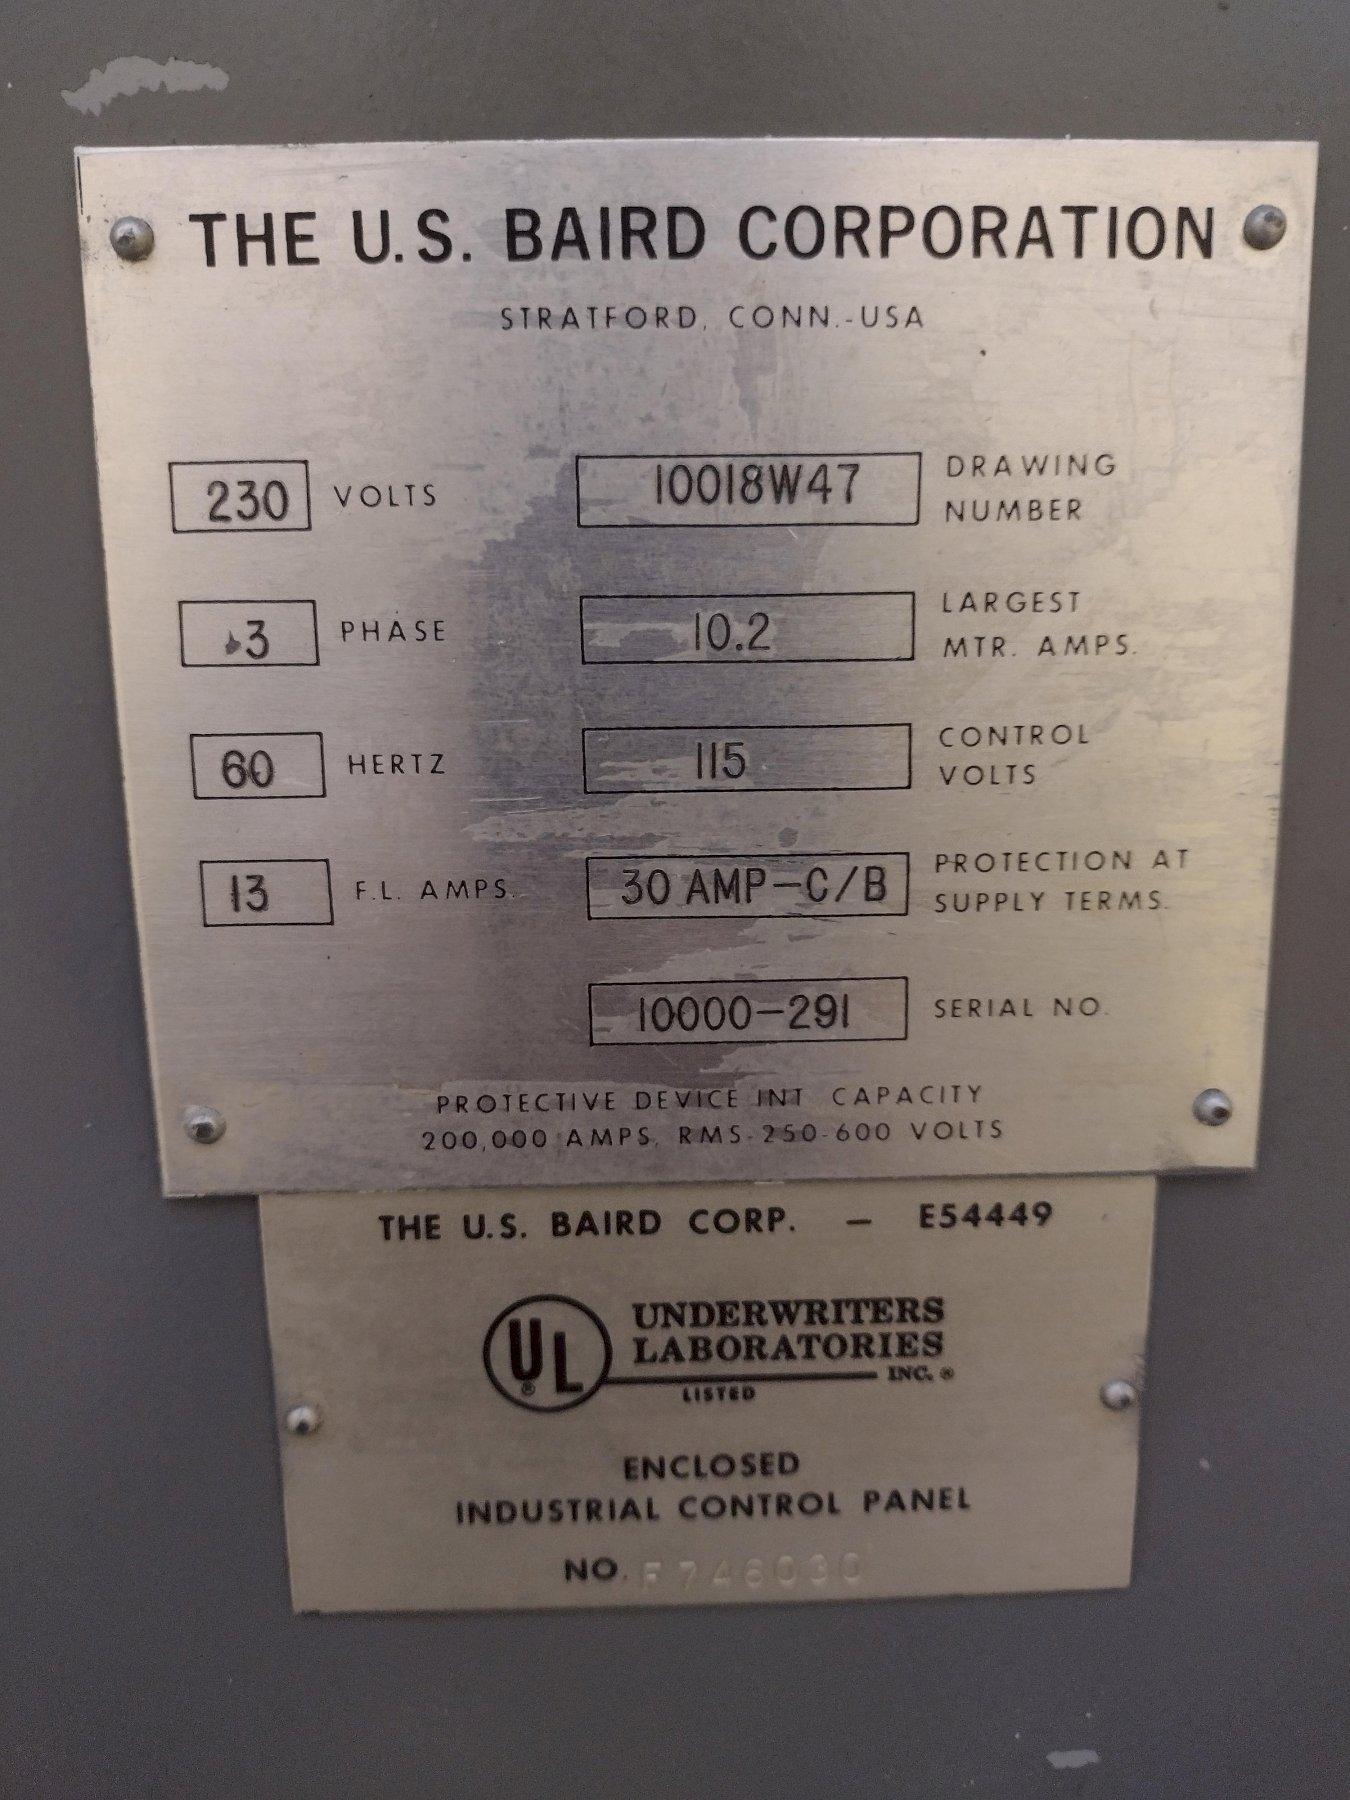 THE U.S. BAIRD CORPORATION
STRATFORD, CONN.-USA
230 VOLTS
10018W47 DRAWING NUMBER
3 PHASE
10.2 LARGEST MTR. AMPS.
60 HERTZ
115 CONTROL VOLTS
13 F.L. AMPS.
30 AMP-C/B PROTECTION AT SUPPLY TERMS.
10000-291 SERIAL NO.
PROTECTIVE DEVICE INT CAPACITY
200,000 AMPS, RMS-250-600 VOLTS
THE U.S. BAIRD CORP. — E54449
UL® UNDERWRITERS
LABORATORIES
INC.®
LISTED
ENCLOSED
INDUSTRIAL CONTROL PANEL
NO. F746030